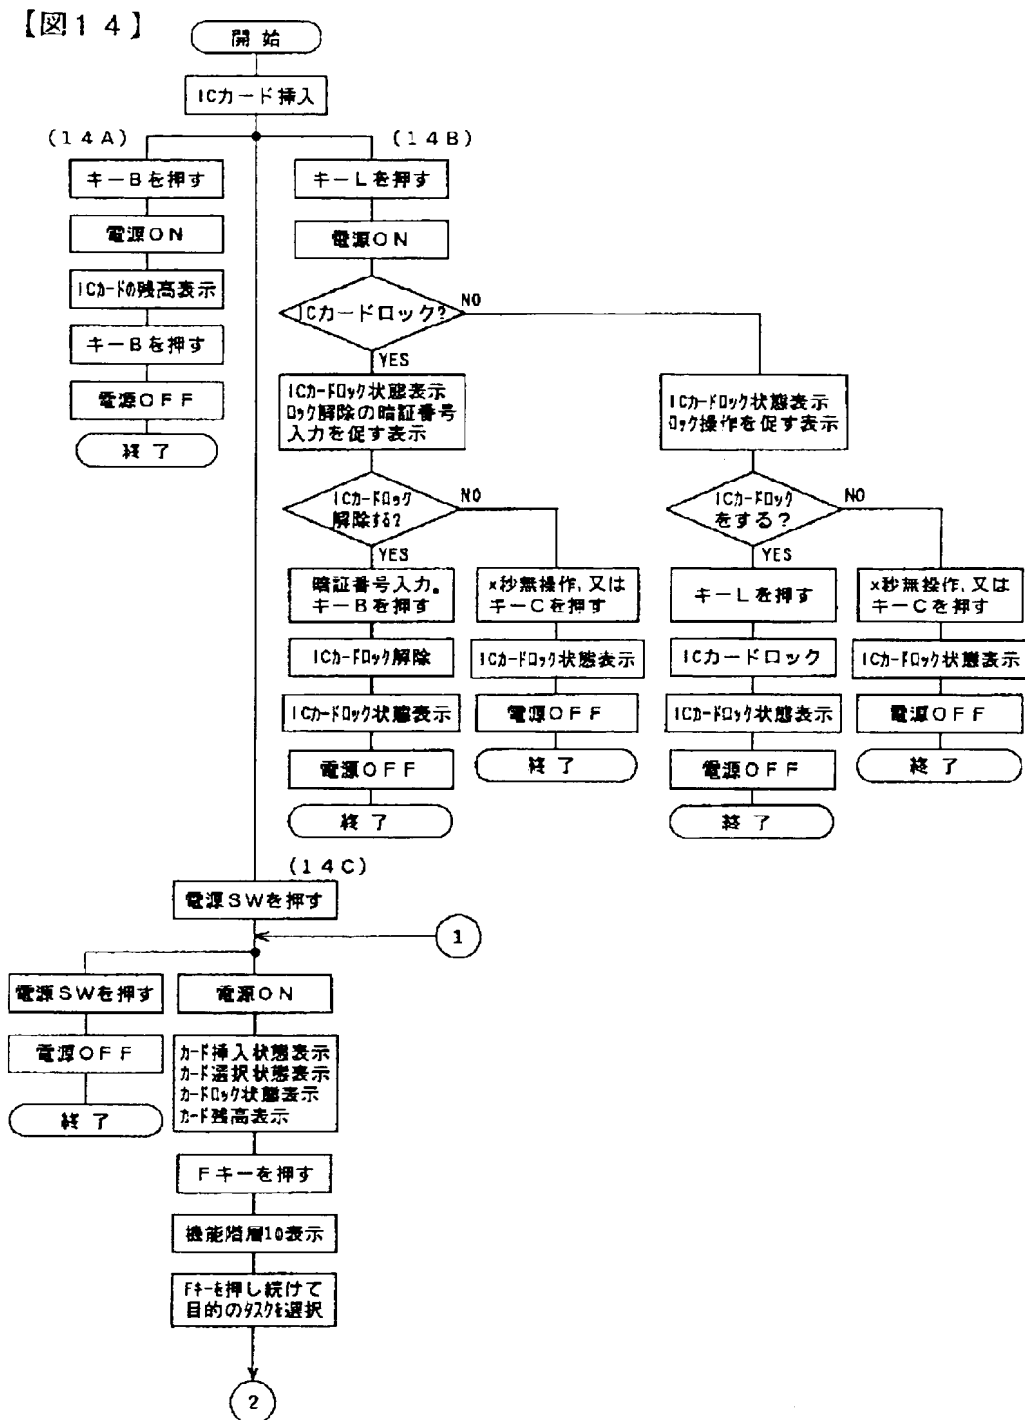 【図１４】
開 始
ICカード挿入
(１４A)
キーＢを押す
電源ＯＮ
ICｶｰﾄﾞの残高表示
キーＢを押す
電源ＯＦＦ
終 了
(１４B)
キーＬを押す
電源ＯＮ
ICカードロック?
NO
YES
ICｶｰﾄﾞﾛｯｸ状態表示
ﾛｯｸ解除の暗証番号
入力を促す表示
ICｶｰﾄﾞﾛｯｸ
解除する?
NO
YES
暗証番号入力。
キーＢを押す
ICｶｰﾄﾞﾛｯｸ解除
ICｶｰﾄﾞﾛｯｸ状態表示
電源ＯＦＦ
終 了
x秒無操作,又は
キーＣを押す
ICｶｰﾄﾞﾛｯｸ状態表示
電源ＯＦＦ
終 了
ICｶｰﾄﾞﾛｯｸ状態表示
ﾛｯｸ操作を促す表示
ICｶｰﾄﾞﾛｯｸ
をする？
NO
YES
キーＬを押す
ICカードロック
ICｶｰﾄﾞﾛｯｸ状態表示
電源ＯＦＦ
終 了
x秒無操作,又は
キーＣを押す
ICｶｰﾄﾞﾛｯｸ状態表示
電源ＯＦＦ
終 了
(１４C)
電源ＳＷを押す
1
電源ＳＷを押す
電源ＯＦＦ
終 了
電源ＯＮ
ｶｰﾄﾞ挿入状態表示
ｶｰﾄﾞ選択状態表示
ｶｰﾄﾞﾛｯｸ状態表示
ｶｰﾄﾞ残高表示
Ｆキーを押す
機能階層10表示
Fｷｰを押し続けて
目的のﾀｽｸを選択
2